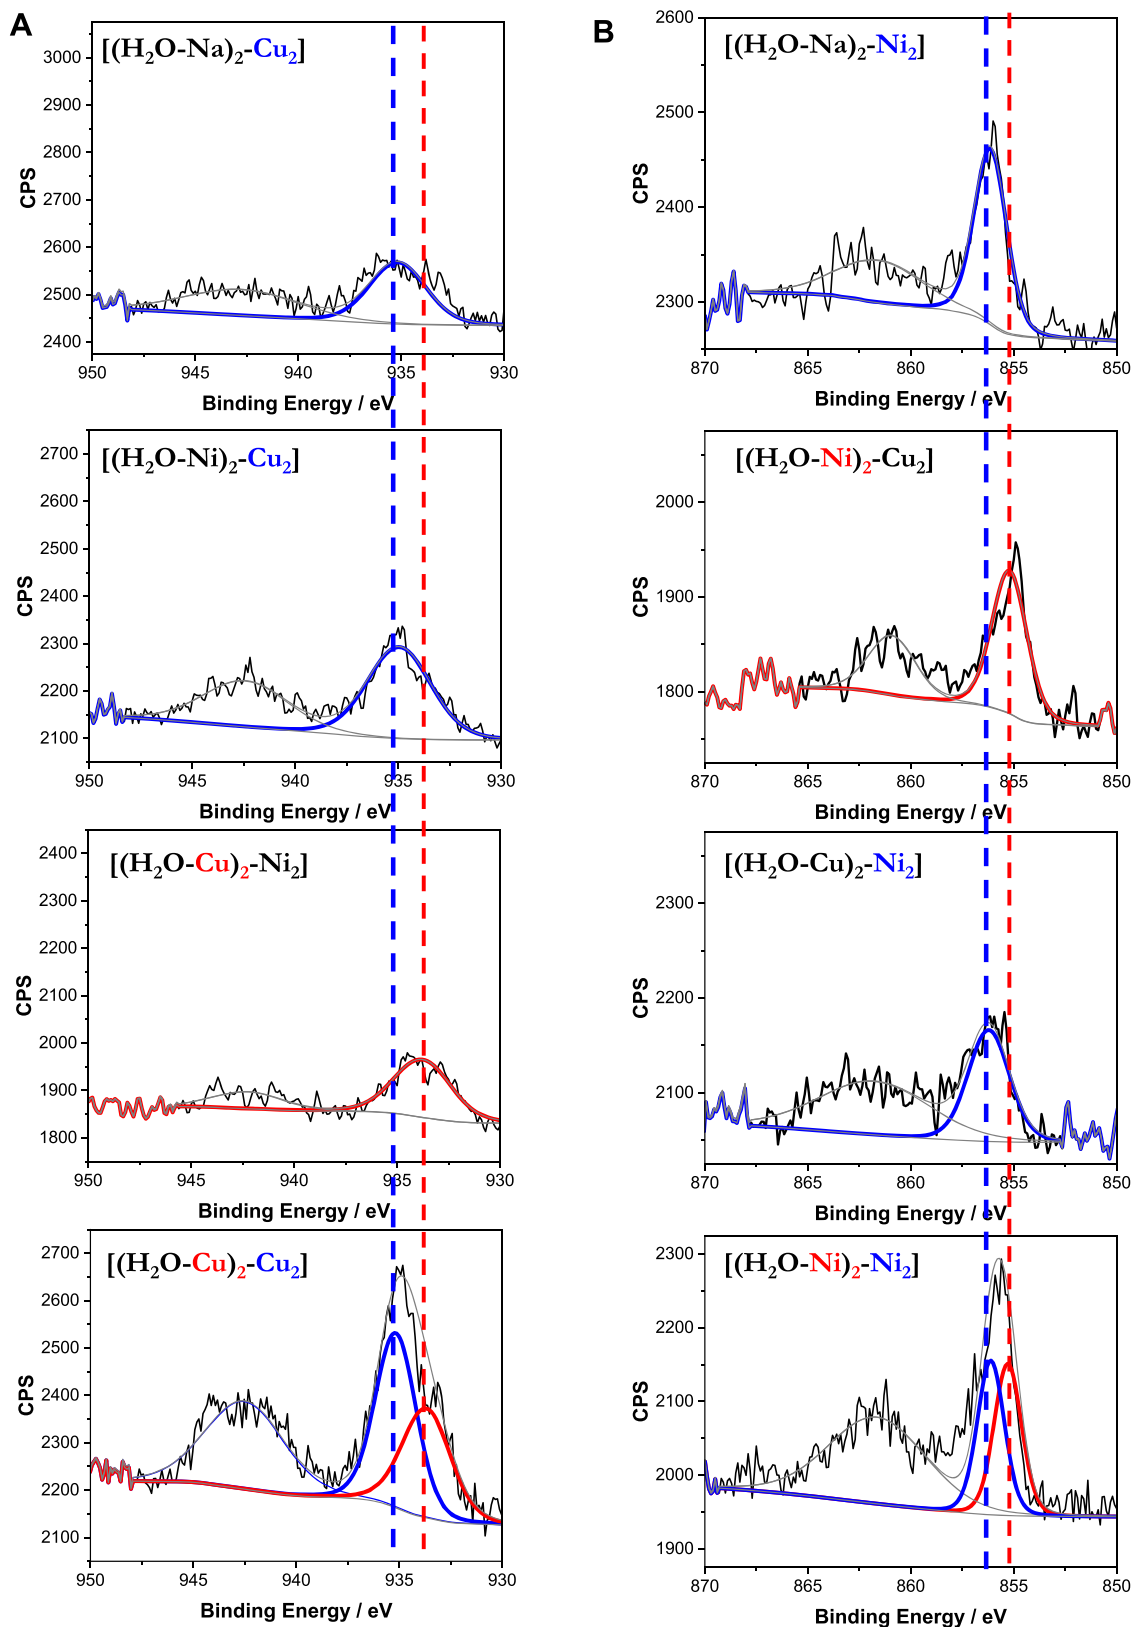 A
[(H₂O-Na)₂-Cu₂]
3000
2900
2800
2700
2600
2500
2400
CPS
950 945 940 935 930
Binding Energy / eV
[(H₂O-Ni)₂-Cu₂]
2700
2600
2500
2400
2300
2200
2100
CPS
950 945 940 935 930
Binding Energy / eV
[(H₂O-Cu)₂-Ni₂]
2400
2300
2200
2100
2000
1900
1800
CPS
950 945 940 935 930
Binding Energy / eV
[(H₂O-Cu)₂-Cu₂]
2700
2600
2500
2400
2300
2200
2100
CPS
950 945 940 935 930
Binding Energy / eV
B
[(H₂O-Na)₂-Ni₂]
2600
2500
2400
2300
CPS
870 865 860 855 850
Binding Energy / eV
[(H₂O-Ni)₂-Cu₂]
2000
1900
1800
CPS
870 865 860 855 850
Binding Energy / eV
[(H₂O-Cu)₂-Ni₂]
2300
2200
2100
CPS
870 865 860 855 850
Binding Energy / eV
[(H₂O-Ni)₂-Ni₂]
2300
2200
2100
2000
1900
CPS
870 865 860 855 850
Binding Energy / eV